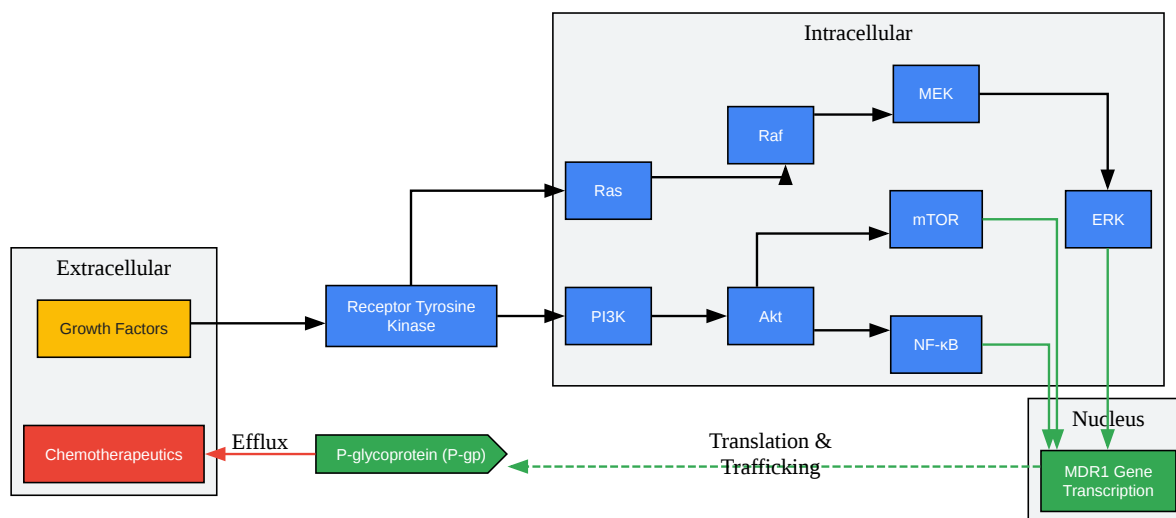 Intracellular
MEK
Raf
Ras
mTOR
ERK
Extracellular
Growth Factors
Receptor Tyrosine
Kinase
PI3K
Akt
NF-κB
Nucleus
Chemotherapeutics
Efflux
P-glycoprotein (P-gp)
Translation &
Trafficking
MDR1 Gene
Transcription